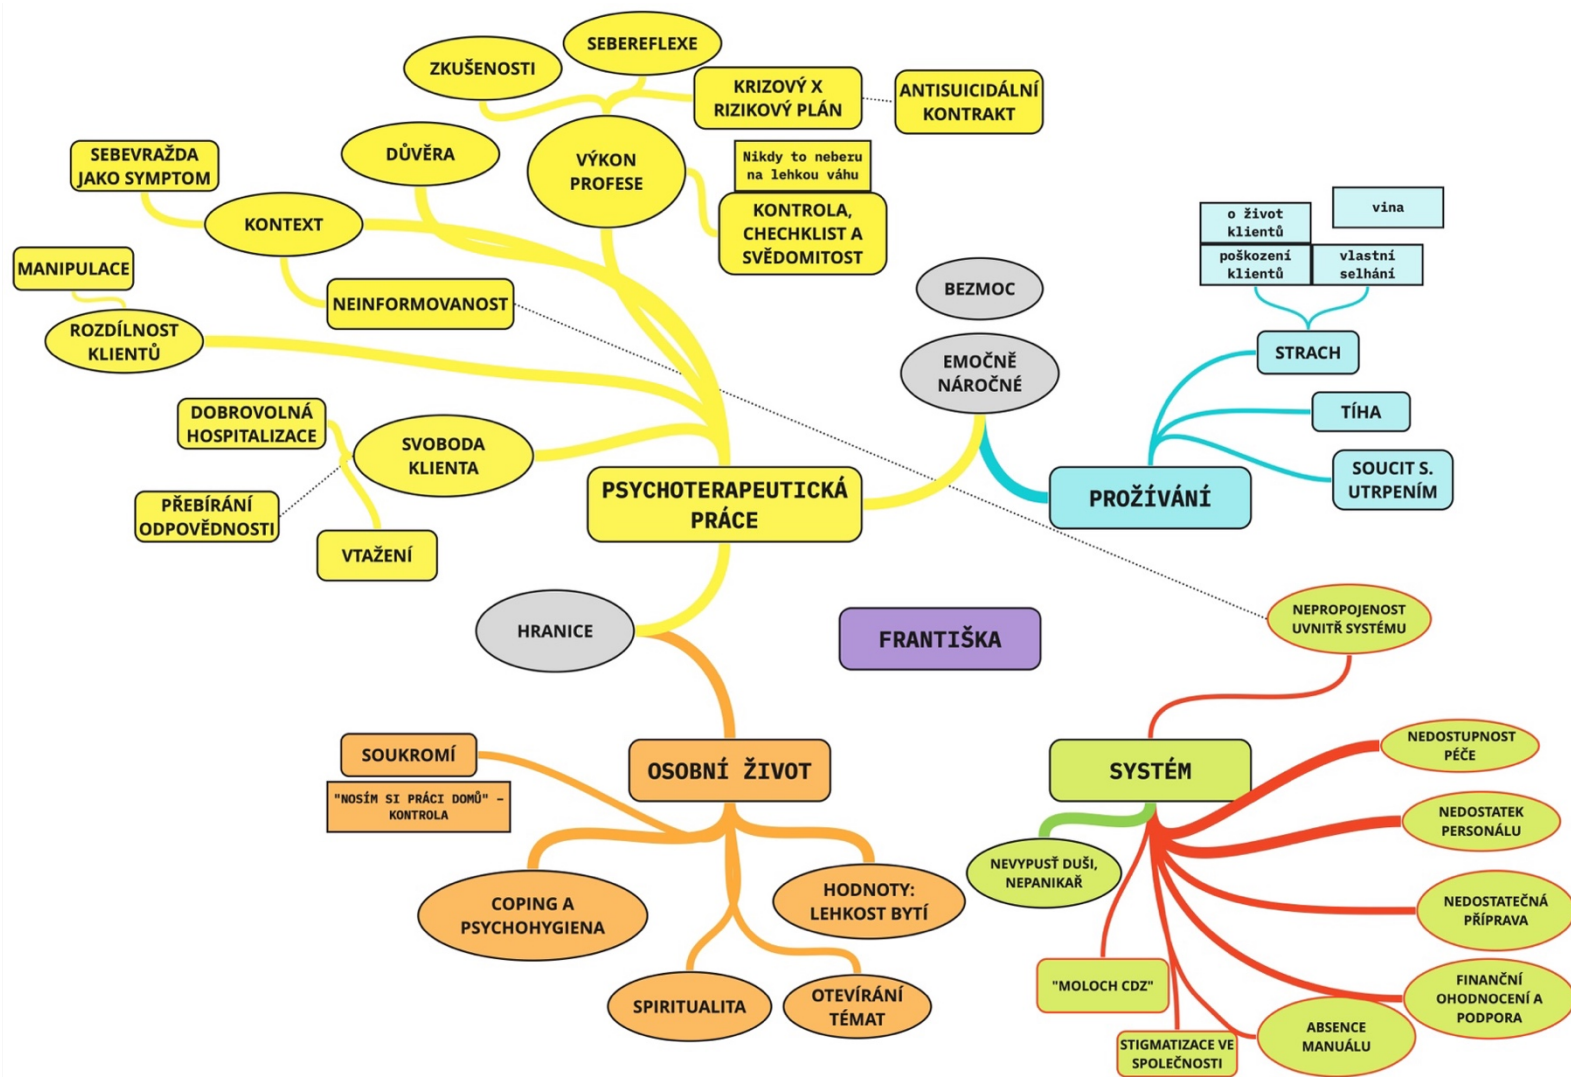 SEBEREFLEXE
ZKUŠENOSTI
KRIZOVÝ X
RIZIKOVÝ PLÁN
ANTISUICIDÁLNÍ
KONTRAKT
SEBEVRAŽDA
JAKO SYMPTOM
DŮVĚRA
VÝKON
PROFESE
Nikdy to neberu
na lehkou váhu
KONTROLA,
CHECHKLIST A
SVĚDOMITOST
KONTEXT
MANIPULACE
NEINFORMOVANOST
ROZDÍLNOST
KLIENTŮ
BEZMOC
EMOČNĚ
NÁROČNÉ
o život
klientů
vina
poškození
klientů
vlastní
selhání
STRACH
TÍHA
SOUCIT S.
UTRPENÍM
DOBROVOLNÁ
HOSPITALIZACE
SVOBODA
KLIENTA
PŘEBÍRÁNÍ
ODPOVĚDNOSTI
VTAŽENÍ
PSYCHOTERAPEUTICKÁ
PRÁCE
PROŽÍVÁNÍ
HRANICE
FRANTIŠKA
NEPROPOJENOST
UVNITŘ SYSTÉMU
SOUKROMÍ
"NOSÍM SI PRÁCI DOMŮ" –
KONTROLA
OSOBNÍ ŽIVOT
SYSTÉM
NEDOSTUPNOST
PÉČE
NEDOSTATEK
PERSONÁLU
NEVYPUSŤ DUŠI,
NEPANIKAŘ
COPING A
PSYCHOHYGIENA
HODNOTY:
LEHKOST BYTÍ
NEDOSTATEČNÁ
PŘÍPRAVA
SPIRITUALITA
OTEVÍRÁNÍ
TÉMAT
"MOLOCH CDZ"
FINANČNÍ
OHODNOCENÍ A
PODPORA
STIGMATIZACE VE
SPOLEČNOSTI
ABSENCE
MANUÁLU